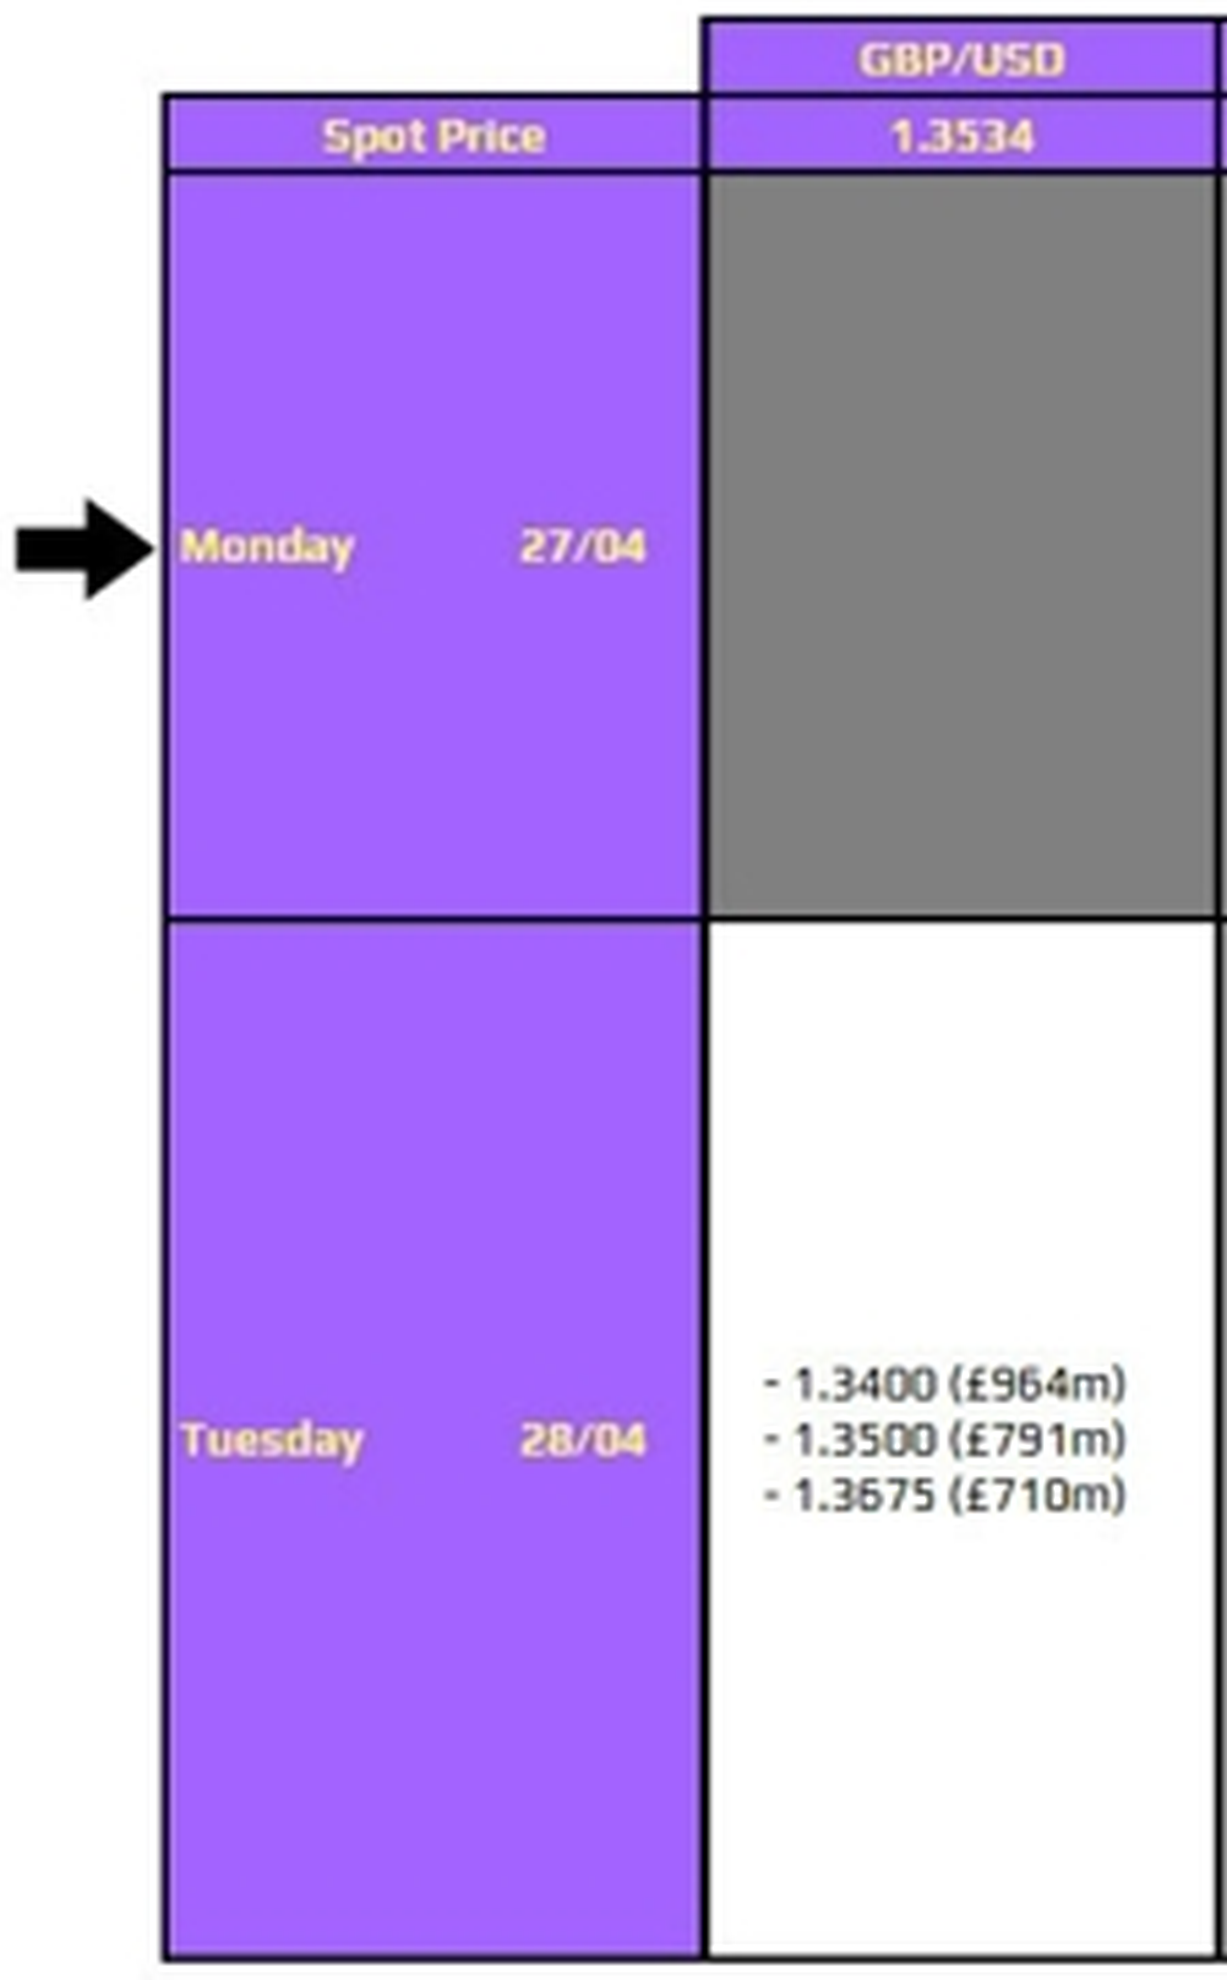 GBP/USD
Spot Price 1.3534
Monday 27/04
Tuesday 28/04
- 1.3400 (£964m)
- 1.3500 (£791m)
- 1.3675 (£710m)